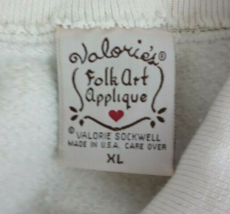 Valorie's®
Folk Art
Applique
© VALORIE SOCKWELL
MADE IN U.S.A. CARE OVER
XL